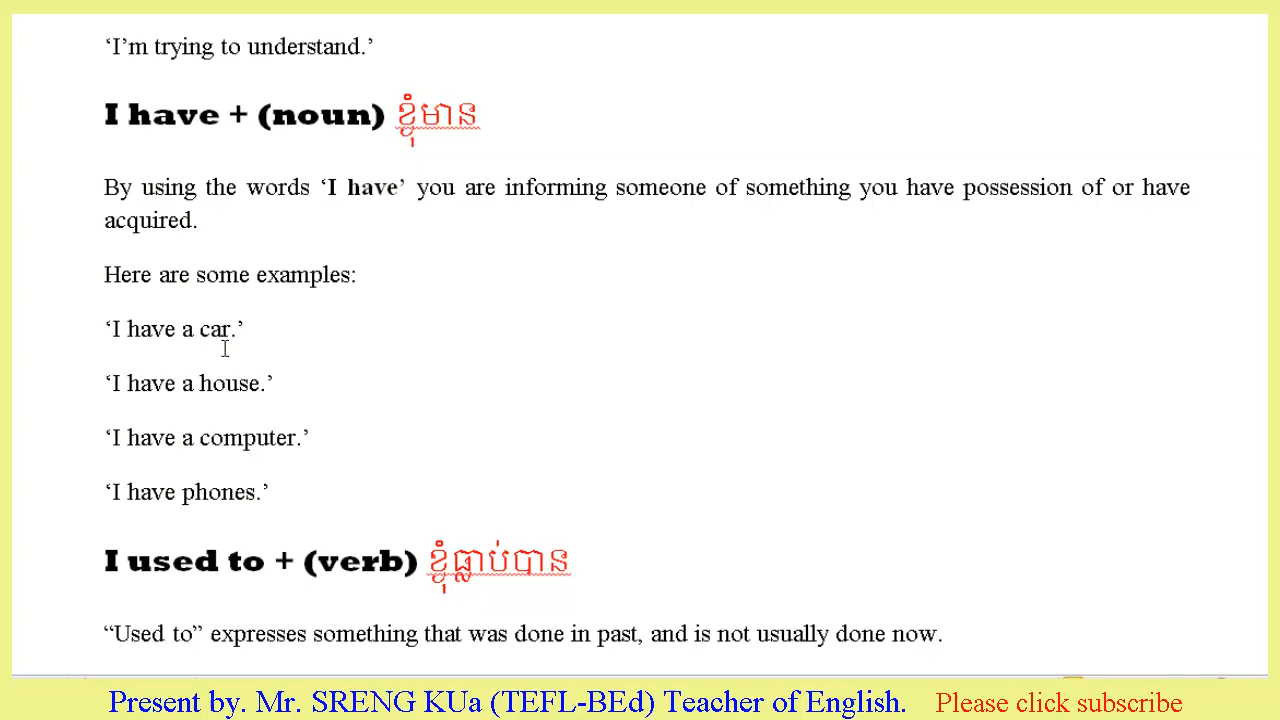 ‘I’m trying to understand.’
I have + (noun) ខ្ញុំមាន
By using the words ‘I have’ you are informing someone of something you have possession of or have
acquired.
Here are some examples:
‘I have a car.’
‘I have a house.’
‘I have a computer.’
‘I have phones.’
I used to + (verb) ខ្ញុំធ្លាប់បាន
“Used to” expresses something that was done in past, and is not usually done now.
Present by. Mr. SRENG KUa (TEFL-BEd) Teacher of English. Please click subscribe